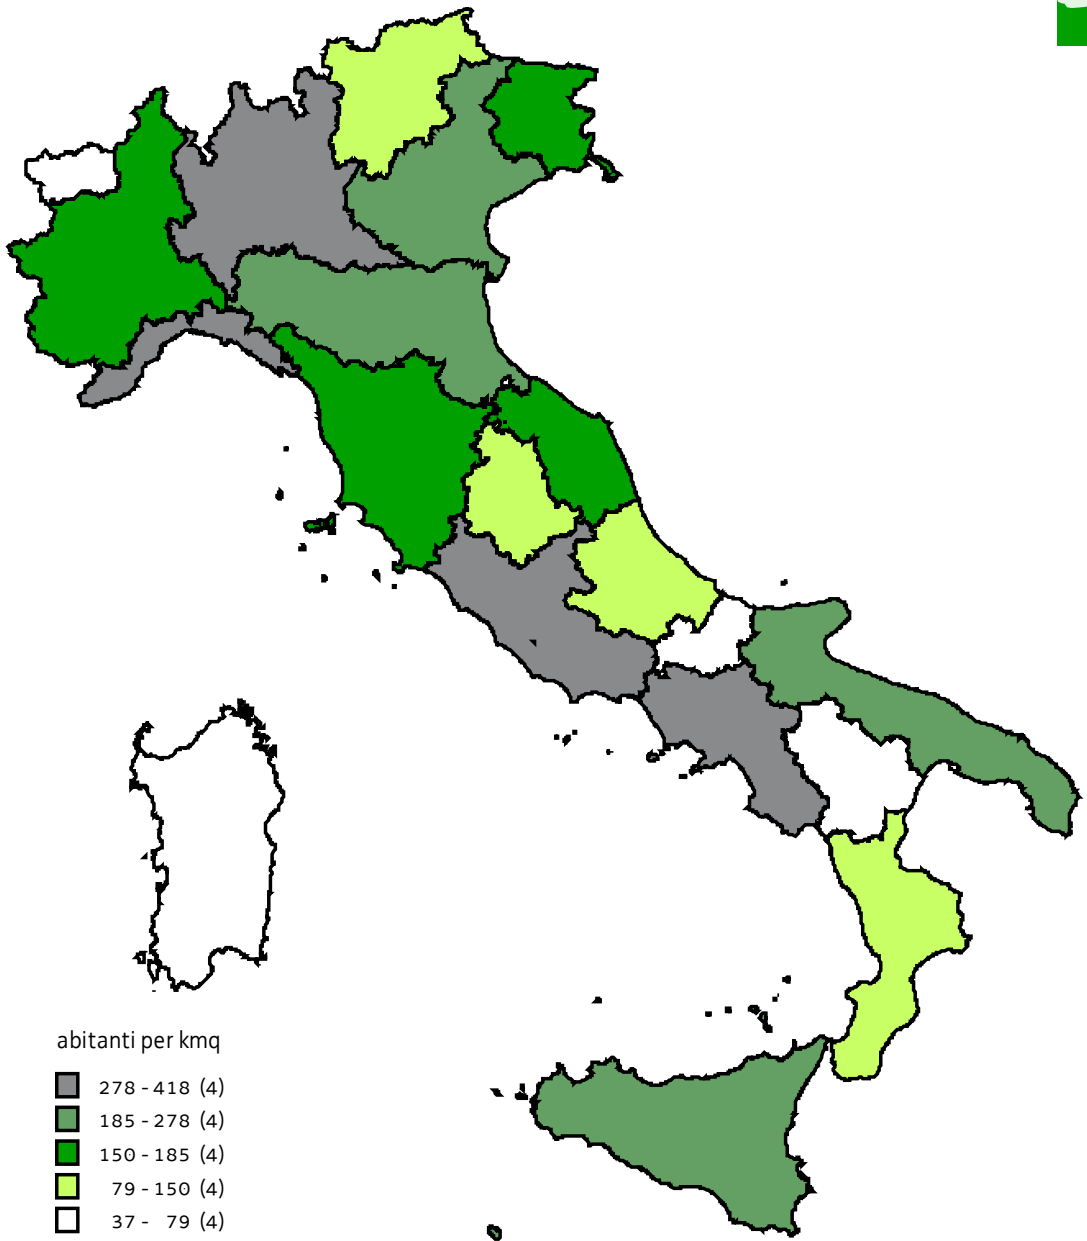 abitanti per kmq
278 - 418 (4)
185 - 278 (4)
150 - 185 (4)
79 - 150 (4)
37 - 79 (4)